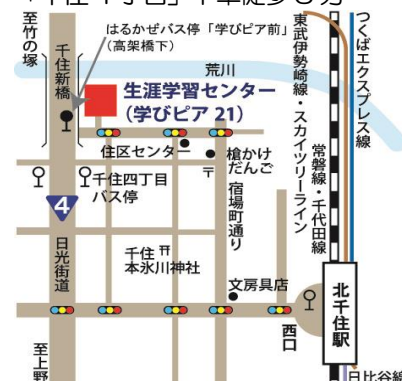 「千住4丁目」下車徒歩5分
至竹の塚
はるかぜバス停「学びピア前」
（高架橋下）
千住新橋
荒川
生涯学習センター
（学びピア21）
東武伊勢崎線・スカイツリーライン
つくばエクスプレス線
常磐線・千代田線
住区センター
槍かけ
だんご
〒
千住四丁目
バス停
宿場町通り
4
日光街道
千住
本氷川神社
文房具店
西口
北千住駅
至上野
日比谷線